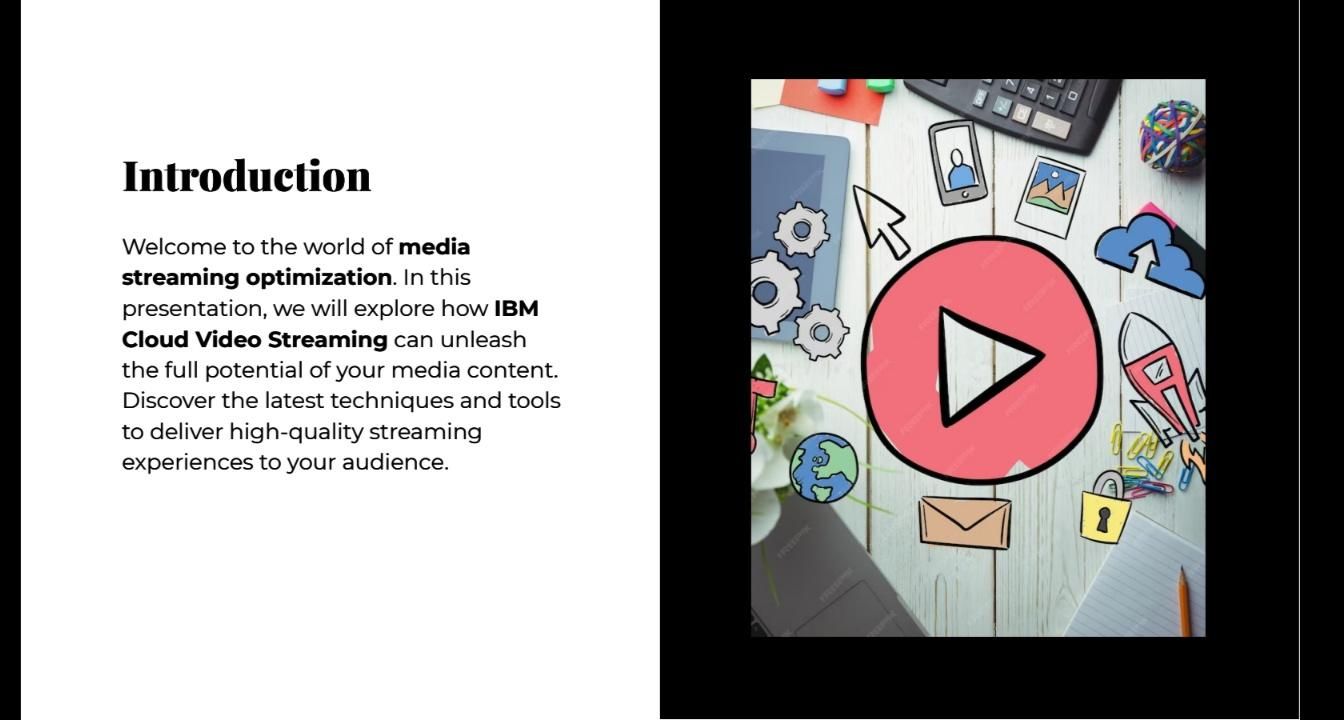 Introduction
Welcome to the world of media
streaming optimization. In this
presentation, we will explore how IBM
Cloud Video Streaming can unleash
the full potential of your media content.
Discover the latest techniques and tools
to deliver high-quality streaming
experiences to your audience.